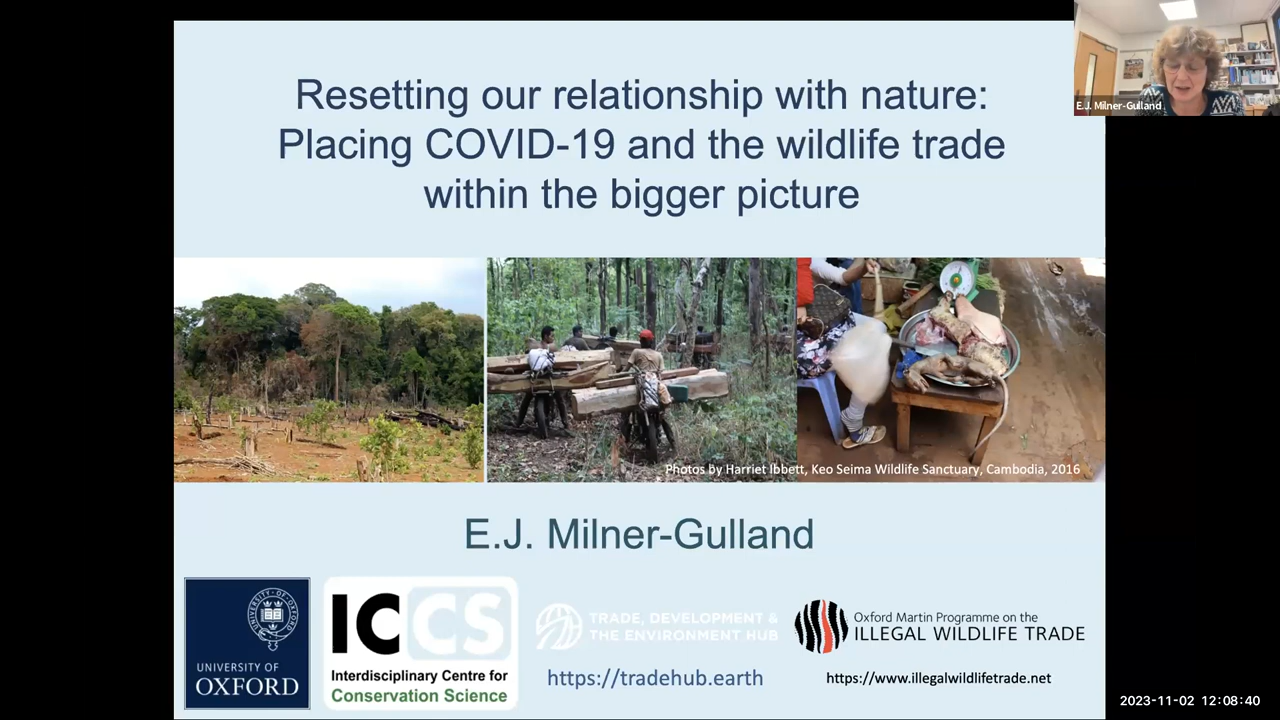 Resetting our relationship with nature:
Placing COVID-19 and the wildlife trade
within the bigger picture
E.J. Milner-Gulland
Photos by Harriet Ibbett, Keo Seima Wildlife Sanctuary, Cambodia, 2016
E.J. Milner-Gulland
UNIVERSITY OF
OXFORD
ICCS
Interdisciplinary Centre for
Conservation Science
TRADE, DEVELOPMENT &
THE ENVIRONMENT HUB
https://tradehub.earth
Oxford Martin Programme on the
ILLEGAL WILDLIFE TRADE
https://www.illegalwildlifetrade.net
2023-11-02 12:08:40